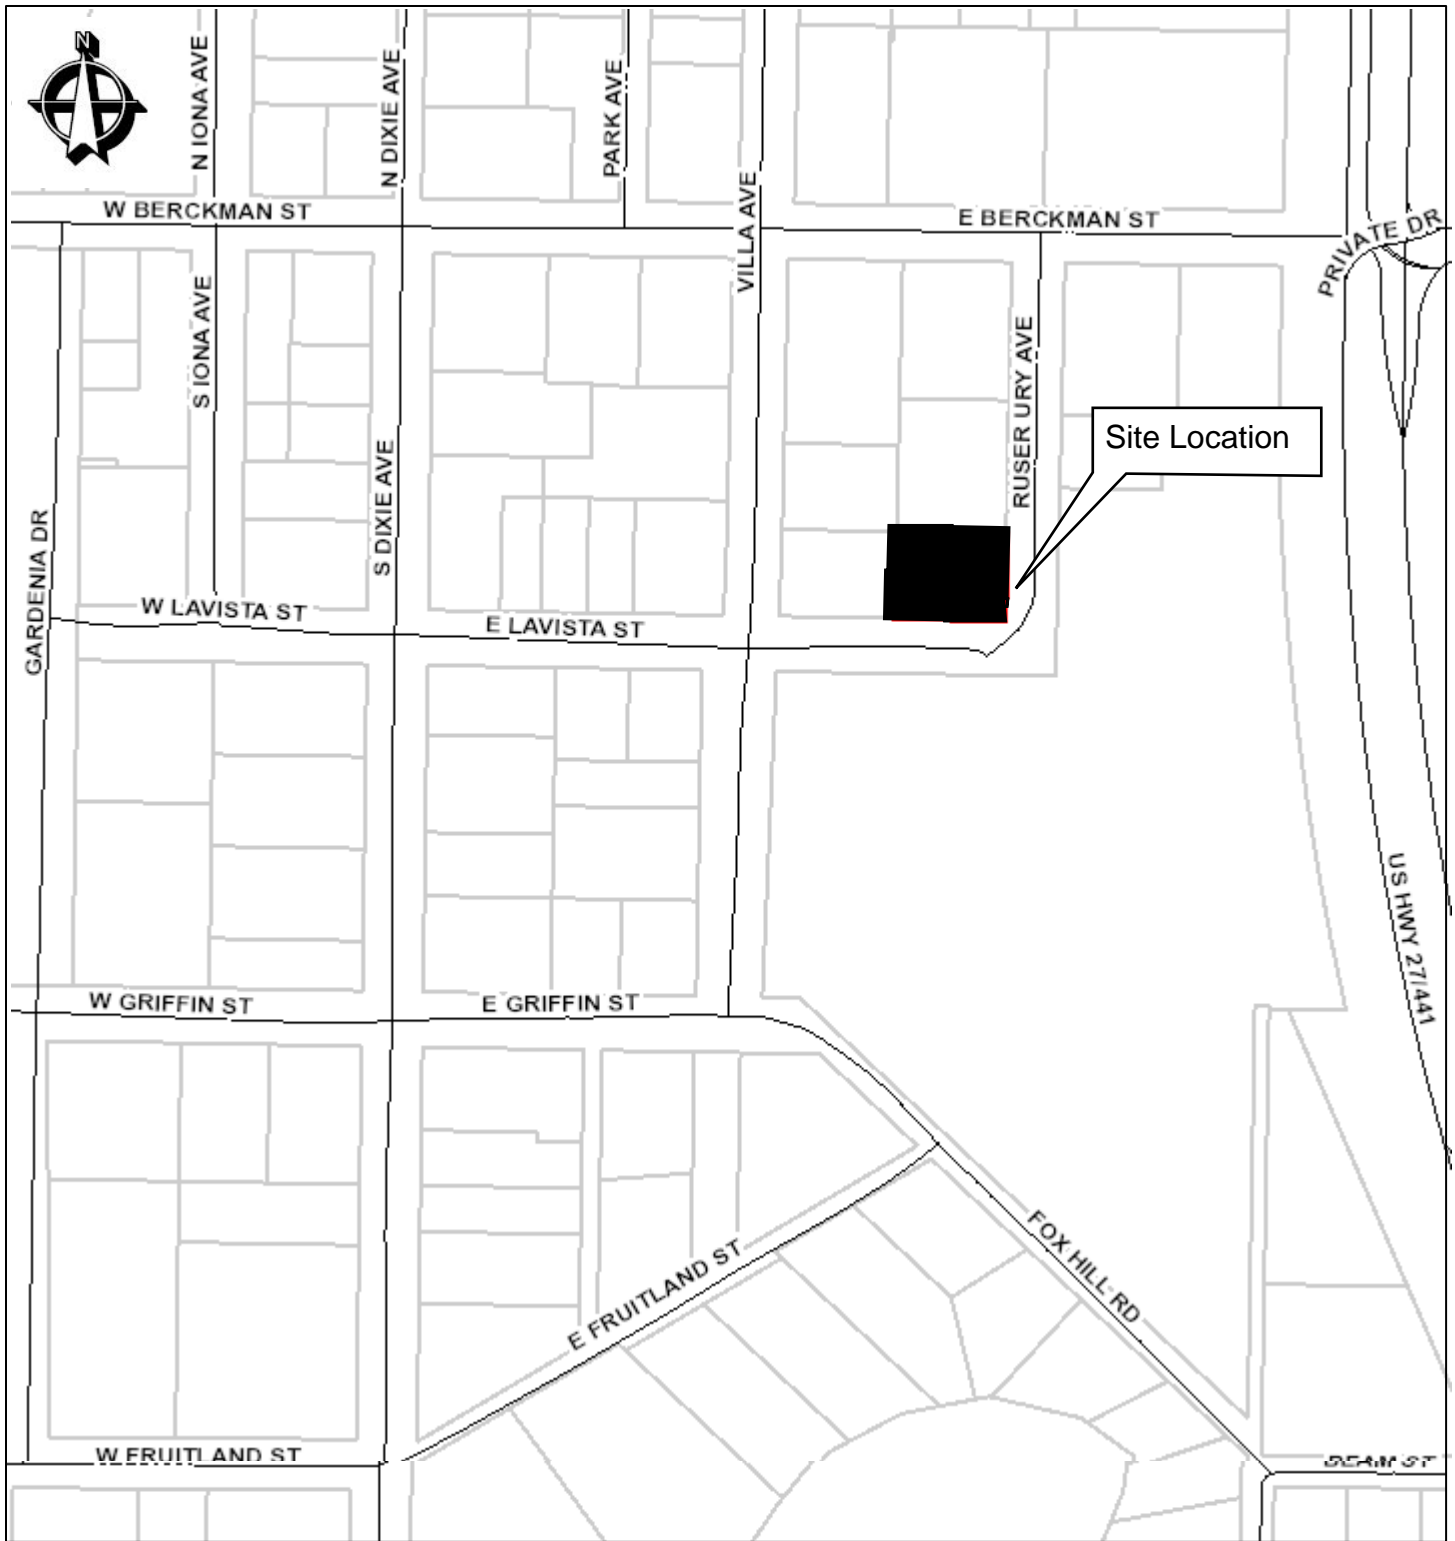 N
N IONA AVE
N DIXIE AVE
PARK AVE
VILLA AVE
W BERCKMAN ST
E BERCKMAN ST
PRIVATE DR
S IONA AVE
RUSER URY AVE
Site Location
S DIXIE AVE
GARDENIA DR
W LAVISTA ST
E LAVISTA ST
US HWY 27/441
W GRIFFIN ST
E GRIFFIN ST
FOX HILL RD
E FRUITLAND ST
W FRUITLAND ST
BEAM ST